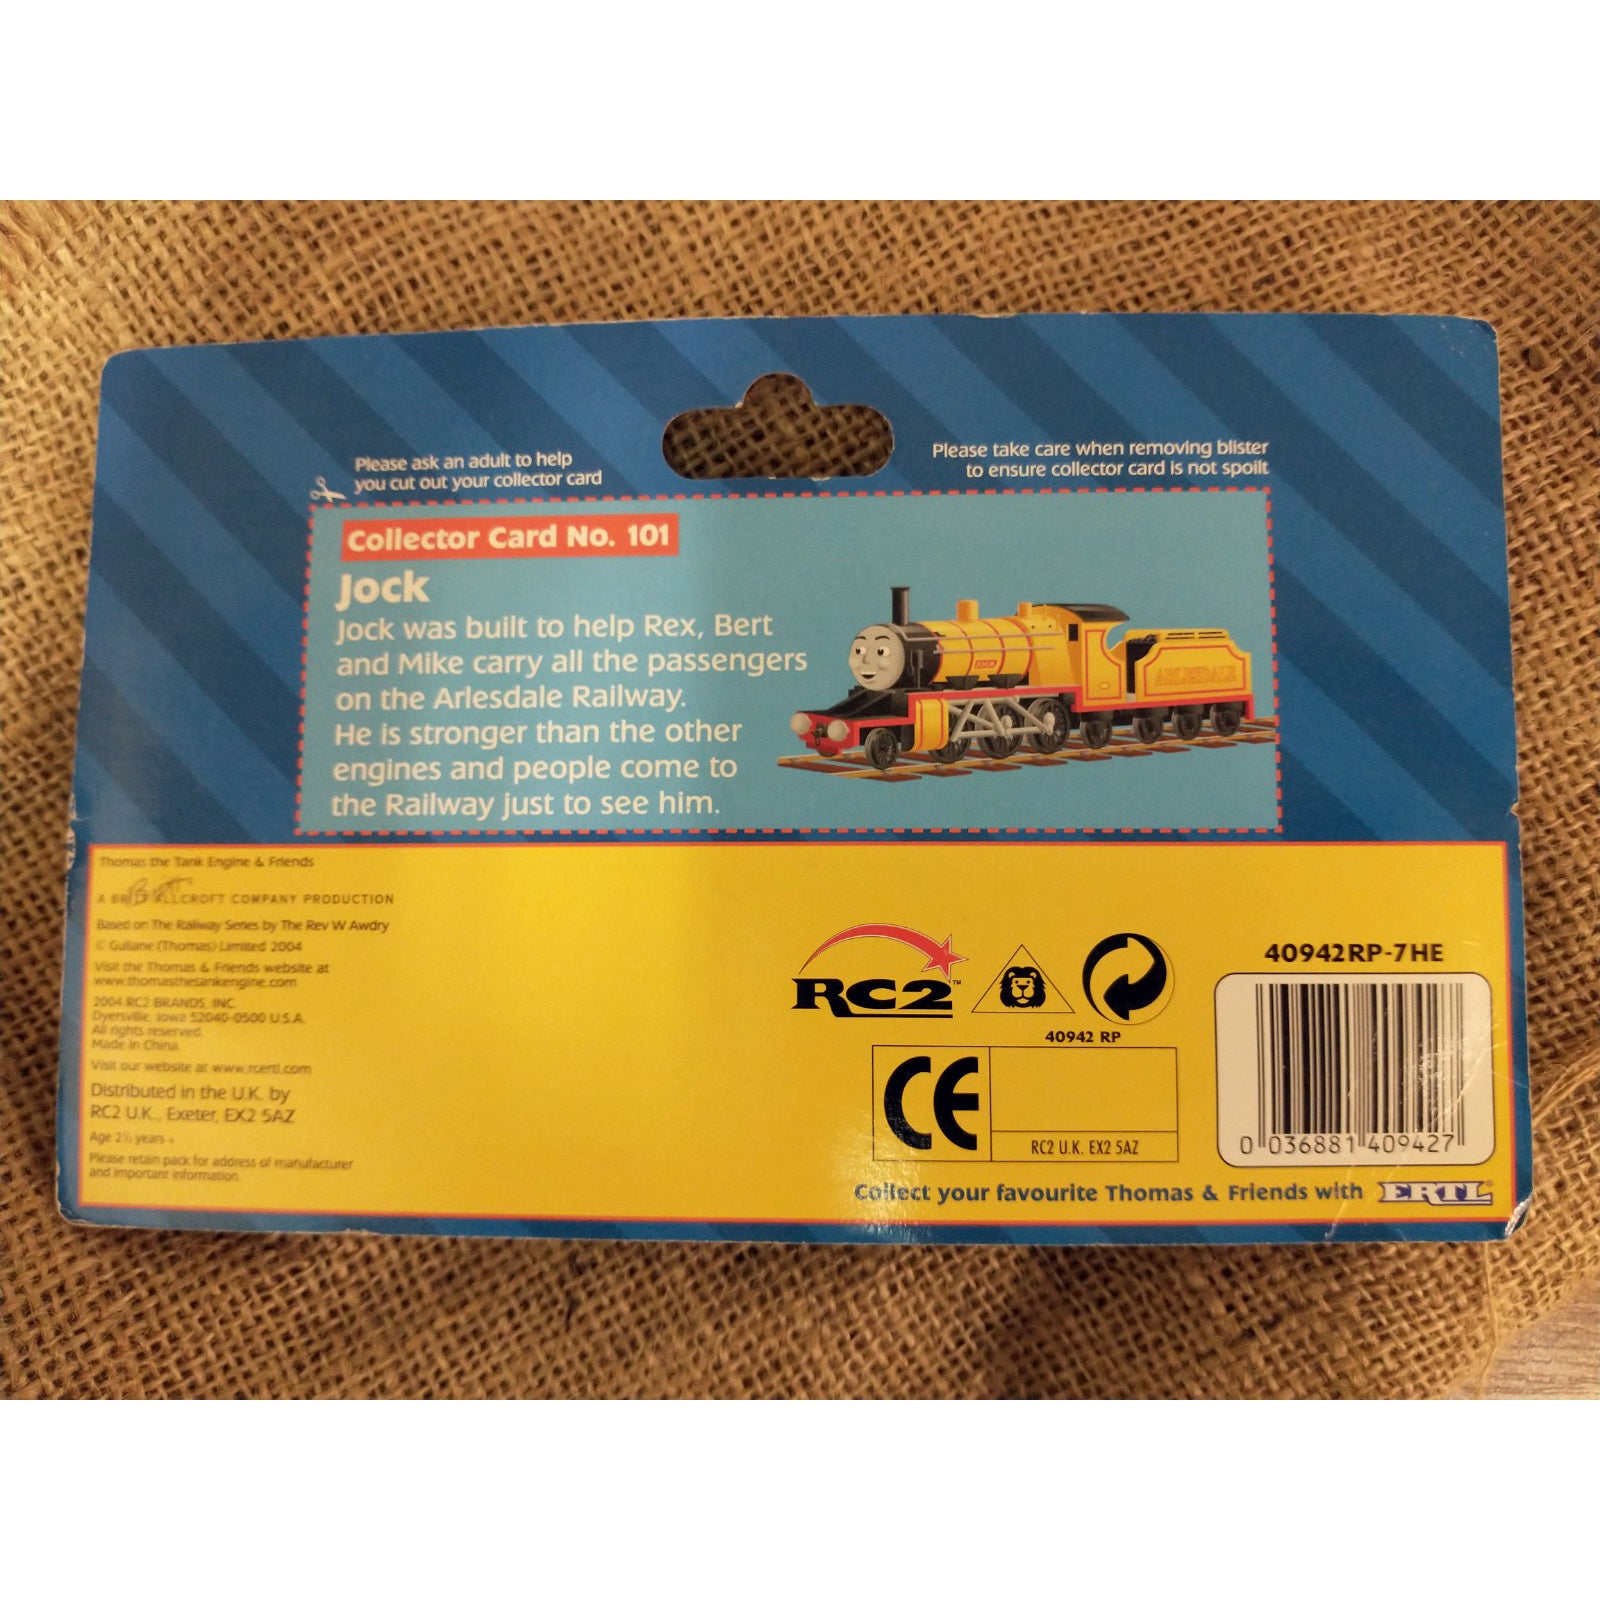 Please ask an adult to help
you cut out your collector card
Please take care when removing blister
to ensure collector card is not spoilt
Collector Card No. 101
Jock
Jock was built to help Rex, Bert
and Mike carry all the passengers
on the Arlesdale Railway.
He is stronger than the other
engines and people come to
the Railway just to see him.
JOCK
ARLESDALE
Thomas the Tank Engine & Friends
A BRITT ALLCROFT COMPANY PRODUCTION
Based on The Railway Series by The Rev W Awdry
© Gullane (Thomas) Limited 2004
Visit the Thomas & Friends website at
www.thomasthetankengine.com
2004 RC2 BRANDS, INC.
Dyersville, Iowa 52040-0500 U.S.A.
All rights reserved.
Made in China.
Visit our website at www.rcertl.com
Distributed in the U.K. by
RC2 U.K., Exeter, EX2 5AZ
Age 2½ years +
Please retain pack for address of manufacturer
and important information.
RC2™
40942 RP
CE
RC2 U.K. EX2 5AZ
40942RP-7HE
0 036881 409427
Collect your favourite Thomas & Friends with ERTL®